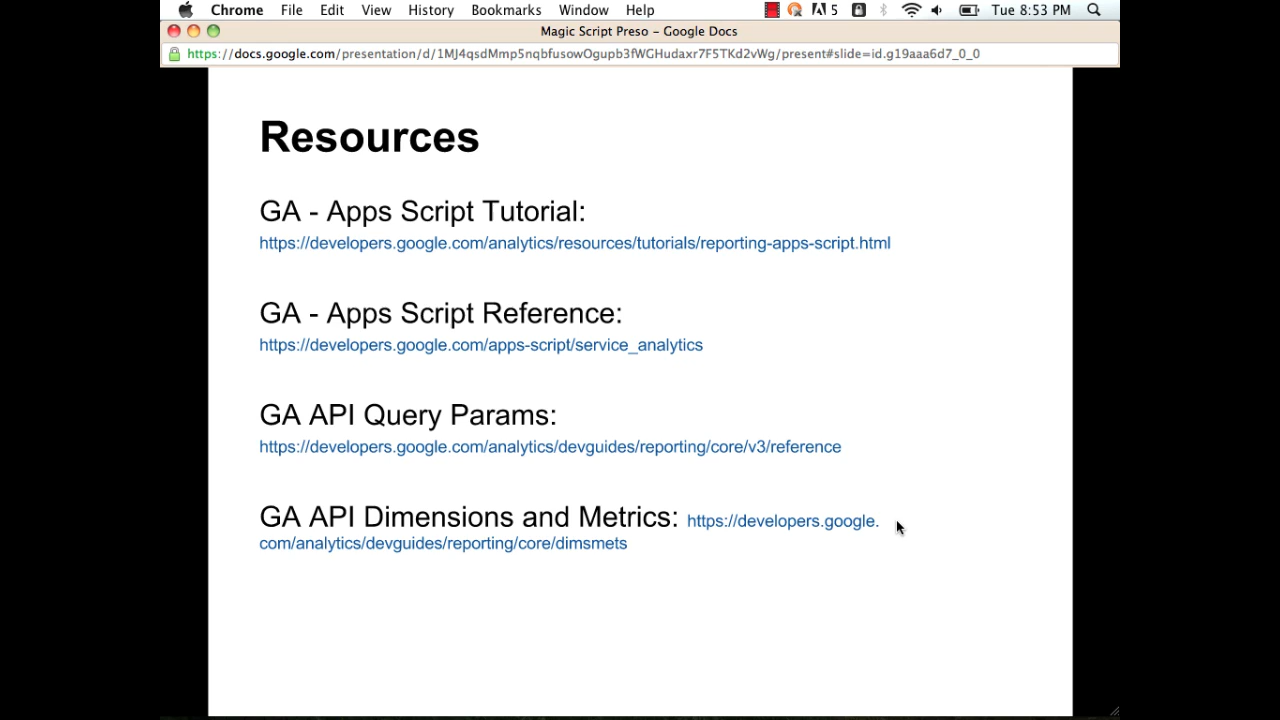 Chrome File Edit View History Bookmarks Window Help 5 Tue 8:53 PM
Magic Script Preso – Google Docs
https://docs.google.com/presentation/d/1MJ4qsdMmp5nqbfusowOgupb3fWGHudaxr7F5TKd2vWg/present#slide=id.g19aaa6d7_0_0
Resources
GA - Apps Script Tutorial:
https://developers.google.com/analytics/resources/tutorials/reporting-apps-script.html
GA - Apps Script Reference:
https://developers.google.com/apps-script/service_analytics
GA API Query Params:
https://developers.google.com/analytics/devguides/reporting/core/v3/reference
GA API Dimensions and Metrics: https://developers.google.
com/analytics/devguides/reporting/core/dimsmets